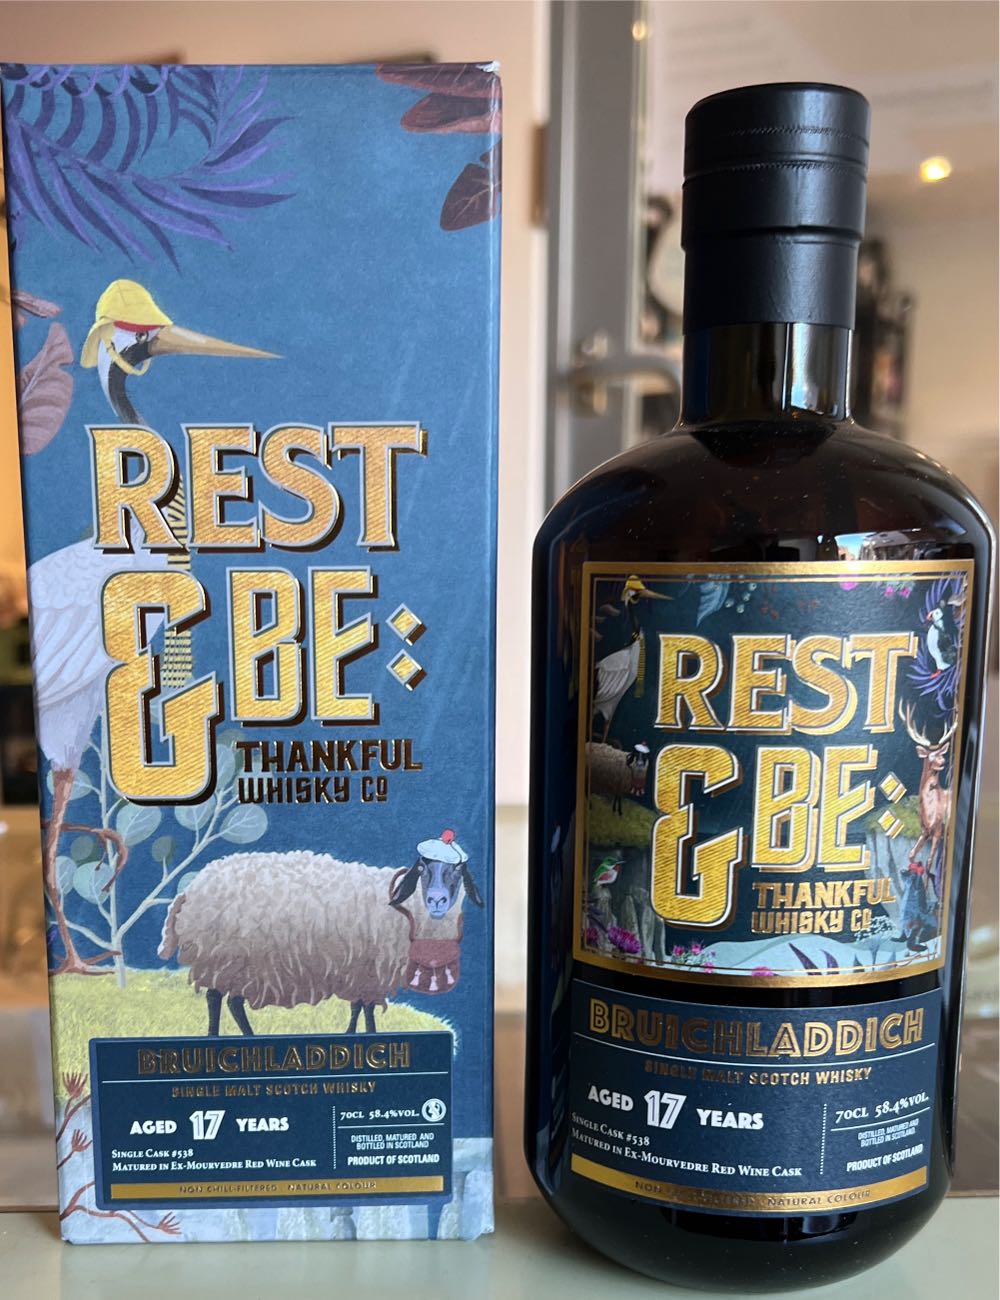 REST
& BE:
THANKFUL
WHISKY CO
BRUICHLADDICH
SINGLE MALT SCOTCH WHISKY
AGED 17 YEARS
SINGLE CASK #538
MATURED IN EX-MOURVEDRE RED WINE CASK
70CL 58.4%VOL.
DISTILLED, MATURED AND
BOTTLED IN SCOTLAND
PRODUCT OF SCOTLAND
NON CHILL-FILTERED . NATURAL COLOUR
REST
& BE:
THANKFUL
WHISKY CO
BRUICHLADDICH
SINGLE MALT SCOTCH WHISKY
AGED 17 YEARS
SINGLE CASK #538
MATURED IN EX-MOURVEDRE RED WINE CASK
70CL 58.4%VOL.
DISTILLED, MATURED AND
BOTTLED IN SCOTLAND.
PRODUCT OF SCOTLAND
NON CHILL-FILTERED . NATURAL COLOUR